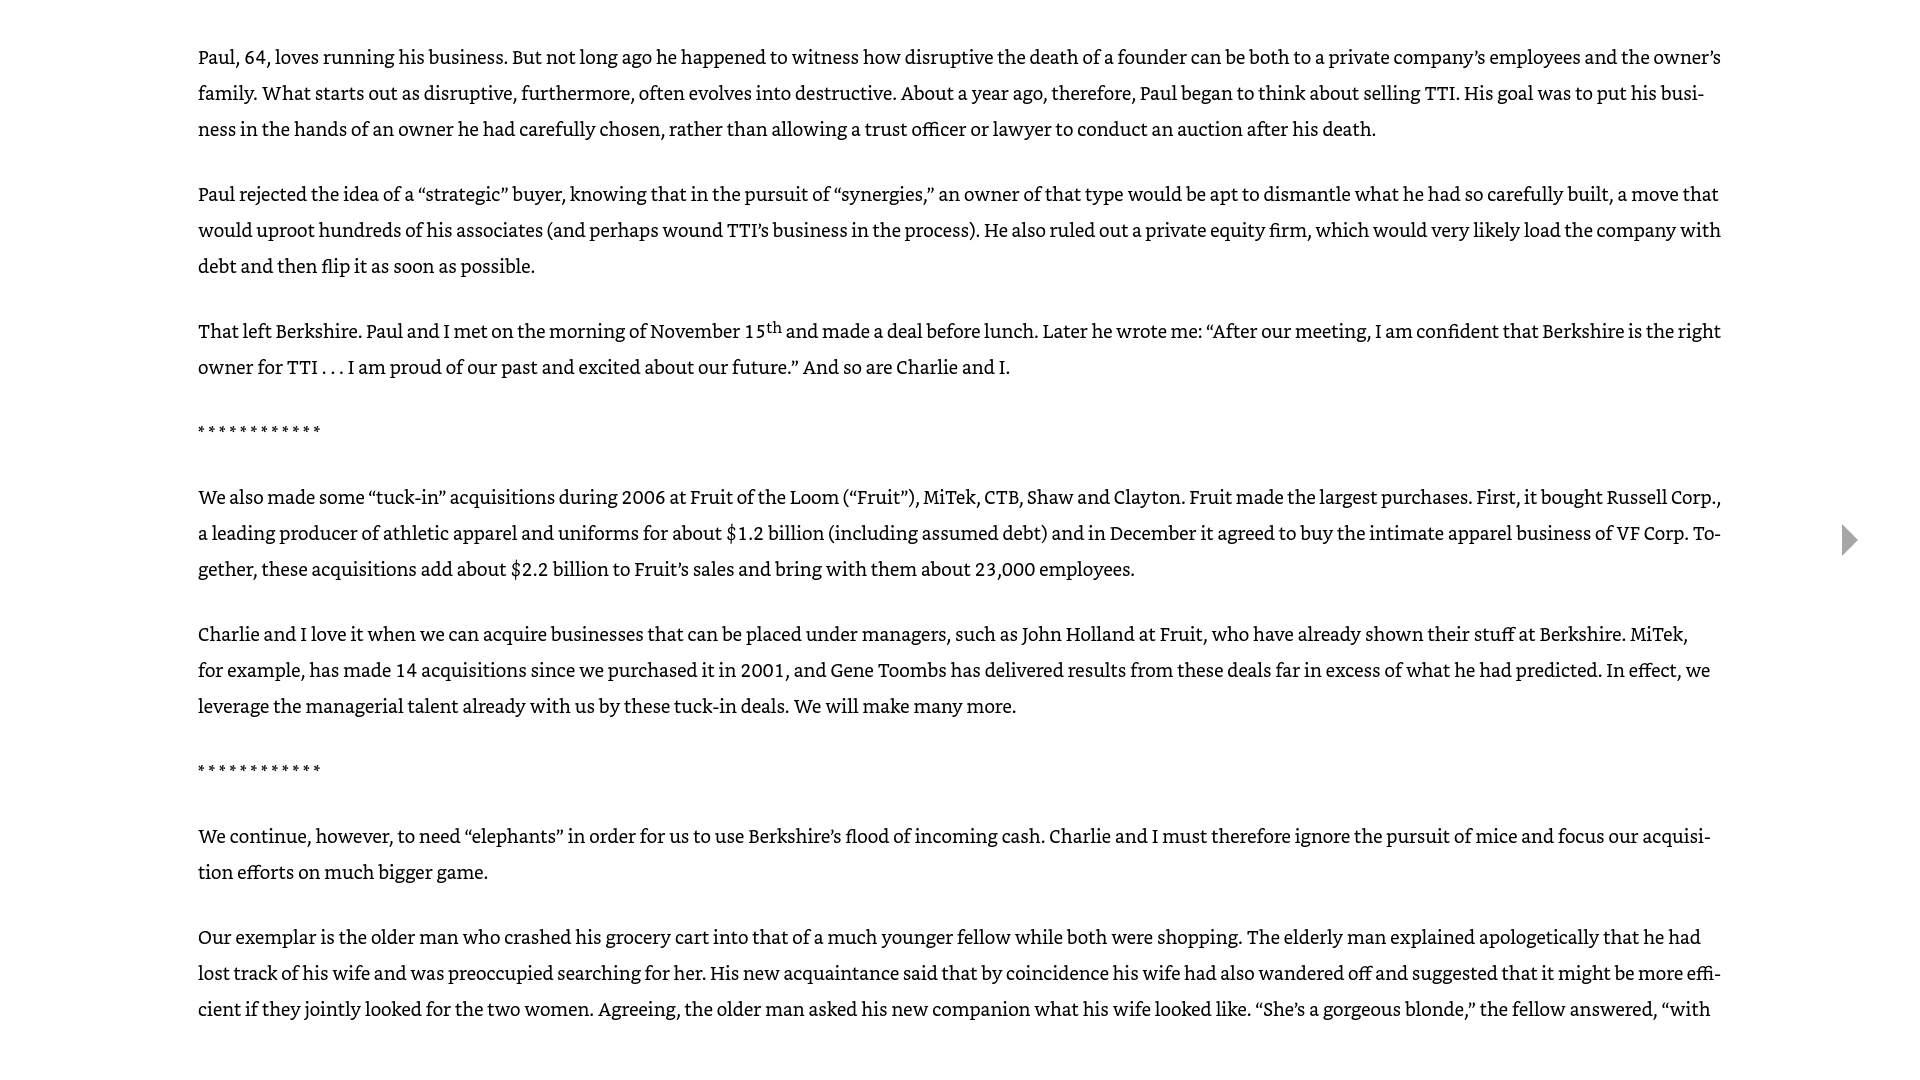 Paul, 64, loves running his business. But not long ago he happened to witness how disruptive the death of a founder can be both to a private company’s employees and the owner’s
family. What starts out as disruptive, furthermore, often evolves into destructive. About a year ago, therefore, Paul began to think about selling TTI. His goal was to put his busi-
ness in the hands of an owner he had carefully chosen, rather than allowing a trust officer or lawyer to conduct an auction after his death.
Paul rejected the idea of a “strategic” buyer, knowing that in the pursuit of “synergies,” an owner of that type would be apt to dismantle what he had so carefully built, a move that
would uproot hundreds of his associates (and perhaps wound TTI’s business in the process). He also ruled out a private equity firm, which would very likely load the company with
debt and then flip it as soon as possible.
That left Berkshire. Paul and I met on the morning of November 15th and made a deal before lunch. Later he wrote me: “After our meeting, I am confident that Berkshire is the right
owner for TTI . . . I am proud of our past and excited about our future.” And so are Charlie and I.
* * * * * * * * * * * *
We also made some “tuck-in” acquisitions during 2006 at Fruit of the Loom (“Fruit”), MiTek, CTB, Shaw and Clayton. Fruit made the largest purchases. First, it bought Russell Corp.,
a leading producer of athletic apparel and uniforms for about $1.2 billion (including assumed debt) and in December it agreed to buy the intimate apparel business of VF Corp. To-
gether, these acquisitions add about $2.2 billion to Fruit’s sales and bring with them about 23,000 employees.
Charlie and I love it when we can acquire businesses that can be placed under managers, such as John Holland at Fruit, who have already shown their stuff at Berkshire. MiTek,
for example, has made 14 acquisitions since we purchased it in 2001, and Gene Toombs has delivered results from these deals far in excess of what he had predicted. In effect, we
leverage the managerial talent already with us by these tuck-in deals. We will make many more.
* * * * * * * * * * * *
We continue, however, to need “elephants” in order for us to use Berkshire’s flood of incoming cash. Charlie and I must therefore ignore the pursuit of mice and focus our acquisi-
tion efforts on much bigger game.
Our exemplar is the older man who crashed his grocery cart into that of a much younger fellow while both were shopping. The elderly man explained apologetically that he had
lost track of his wife and was preoccupied searching for her. His new acquaintance said that by coincidence his wife had also wandered off and suggested that it might be more effi-
cient if they jointly looked for the two women. Agreeing, the older man asked his new companion what his wife looked like. “She’s a gorgeous blonde,” the fellow answered, “with